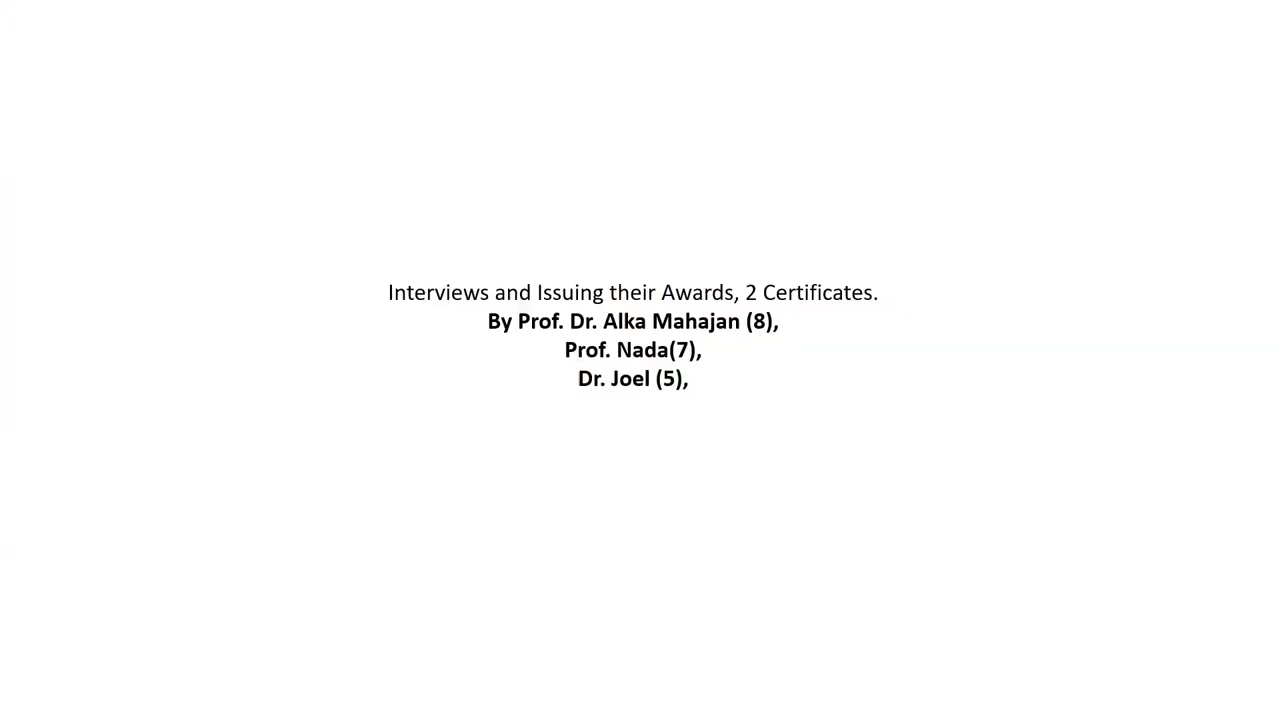 Interviews and Issuing their Awards, 2 Certificates.
By Prof. Dr. Alka Mahajan (8),
Prof. Nada(7),
Dr. Joel (5),